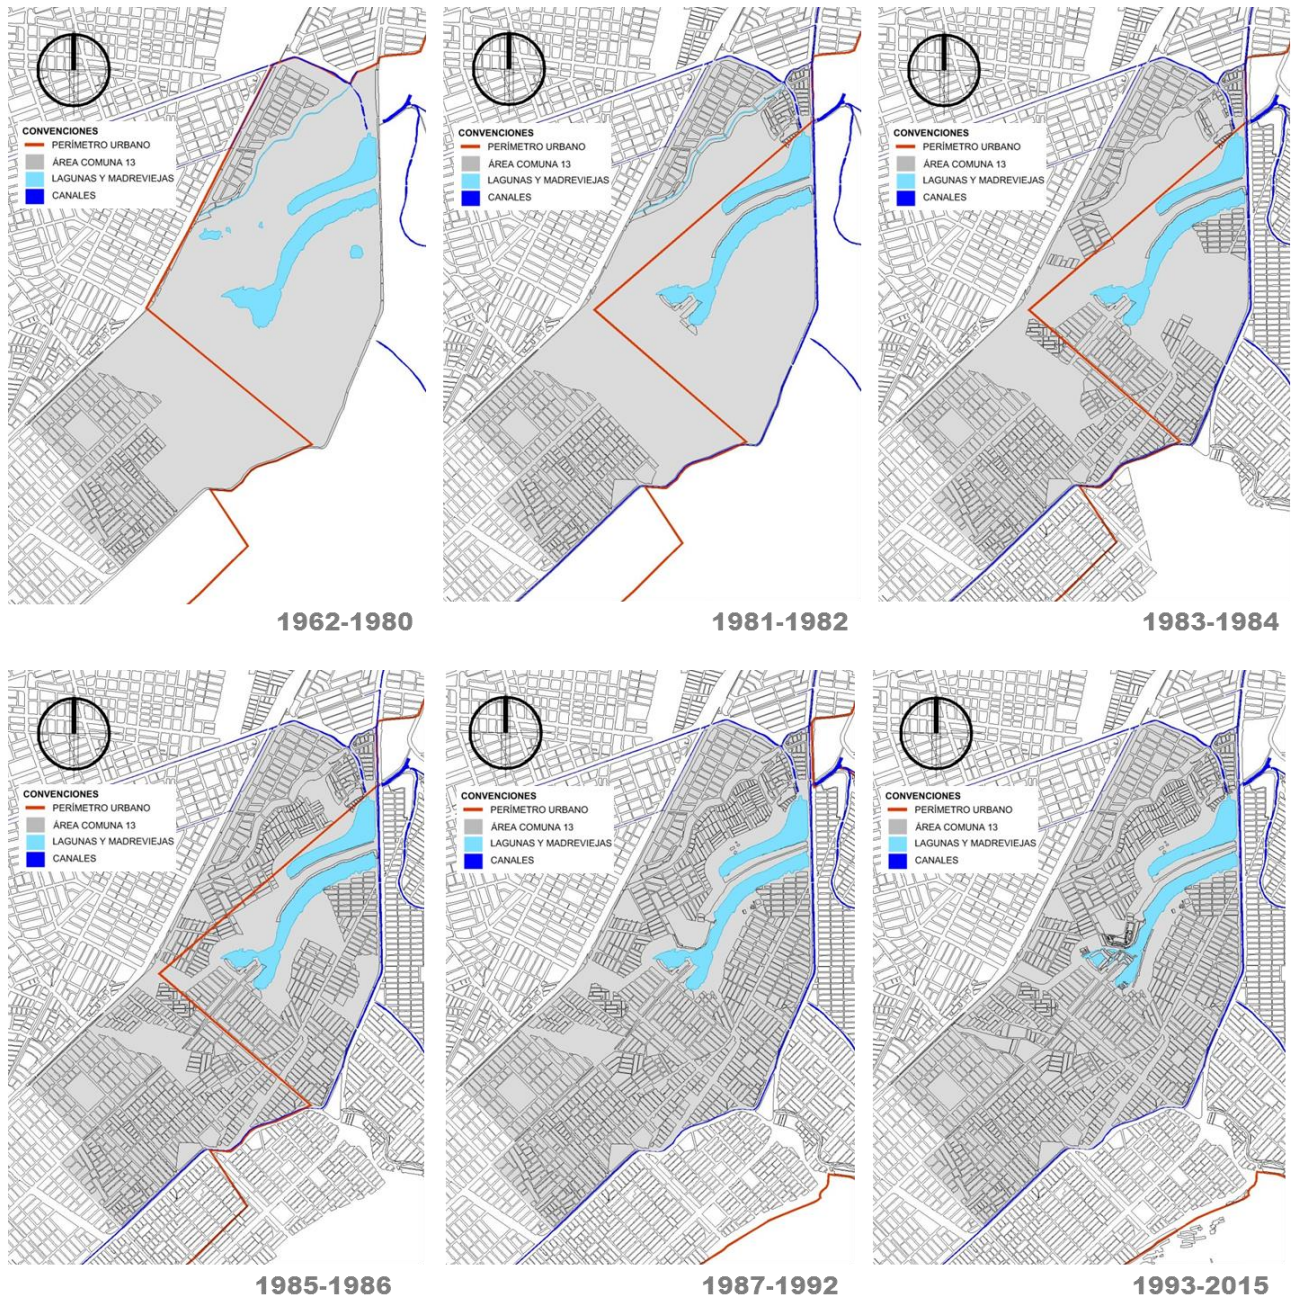 CONVENCIONES
PERÍMETRO URBANO
ÁREA COMUNA 13
LAGUNAS Y MADREVIEJAS
CANALES
1962-1980
CONVENCIONES
PERÍMETRO URBANO
ÁREA COMUNA 13
LAGUNAS Y MADREVIEJAS
CANALES
1981-1982
CONVENCIONES
PERÍMETRO URBANO
ÁREA COMUNA 13
LAGUNAS Y MADREVIEJAS
CANALES
1983-1984
CONVENCIONES
PERÍMETRO URBANO
ÁREA COMUNA 13
LAGUNAS Y MADREVIEJAS
CANALES
1985-1986
CONVENCIONES
PERÍMETRO URBANO
ÁREA COMUNA 13
LAGUNAS Y MADREVIEJAS
CANALES
1987-1992
CONVENCIONES
PERÍMETRO URBANO
ÁREA COMUNA 13
LAGUNAS Y MADREVIEJAS
CANALES
1993-2015